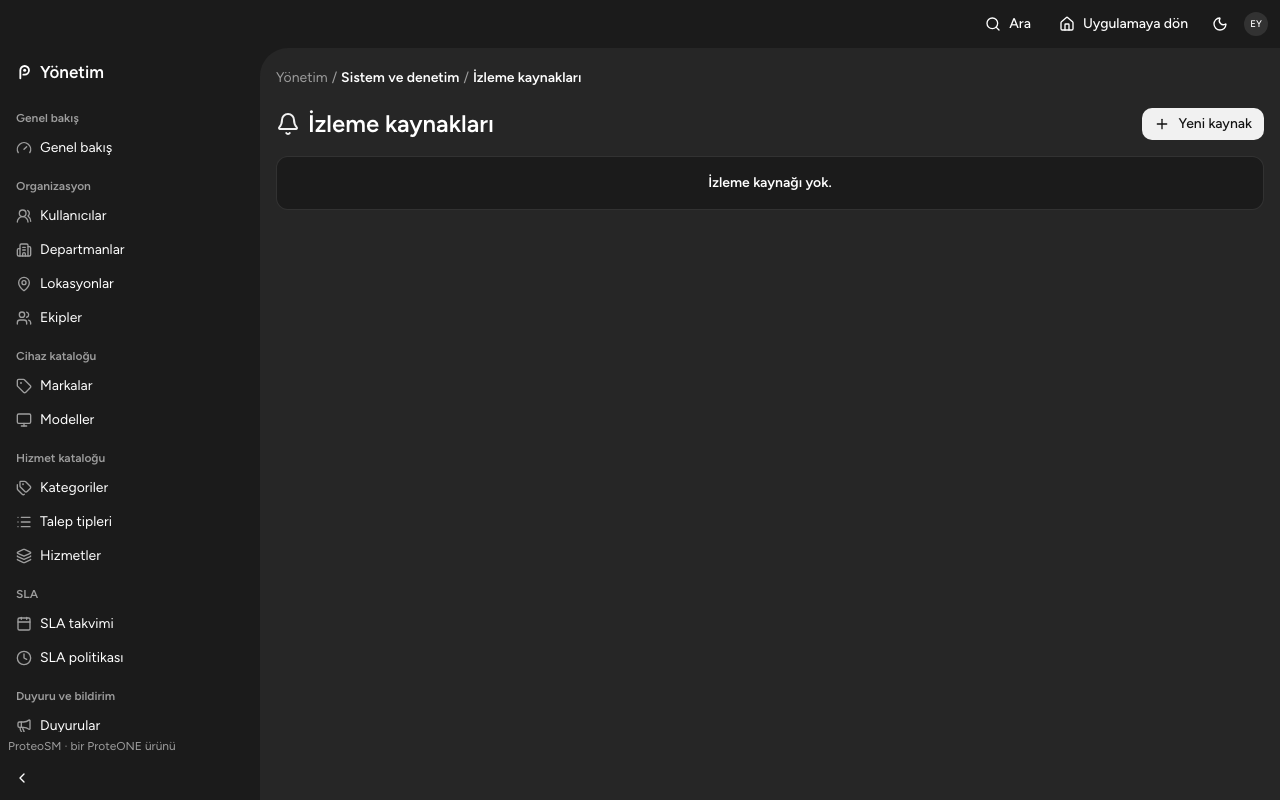 Ara
Uygulamaya dön
EY
Yönetim
Genel bakış
Genel bakış
Organizasyon
Kullanıcılar
Departmanlar
Lokasyonlar
Ekipler
Cihaz kataloğu
Markalar
Modeller
Hizmet kataloğu
Kategoriler
Talep tipleri
Hizmetler
SLA
SLA takvimi
SLA politikası
Duyuru ve bildirim
Duyurular
ProteoSM · bir ProteONE ürünü
Yönetim / Sistem ve denetim / İzleme kaynakları
İzleme kaynakları
Yeni kaynak
İzleme kaynağı yok.